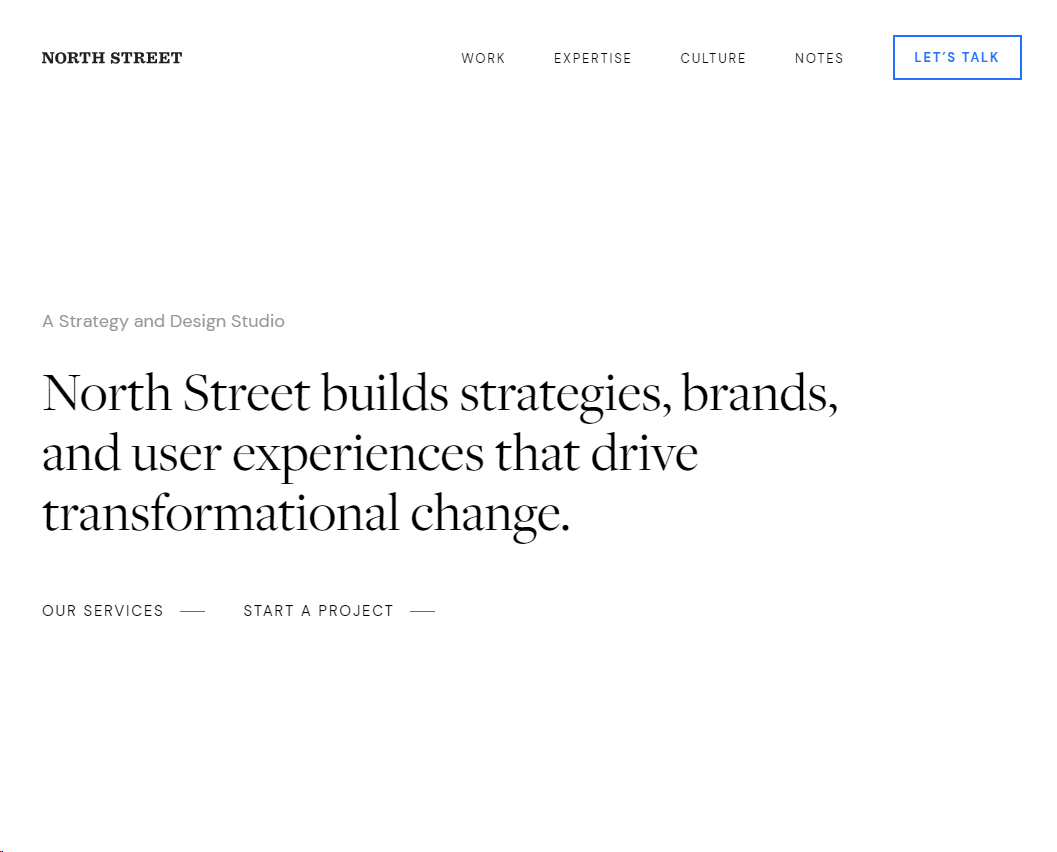 NORTH STREET
WORK EXPERTISE CULTURE NOTES LET’S TALK
A Strategy and Design Studio
North Street builds strategies, brands,
and user experiences that drive
transformational change.
OUR SERVICES START A PROJECT